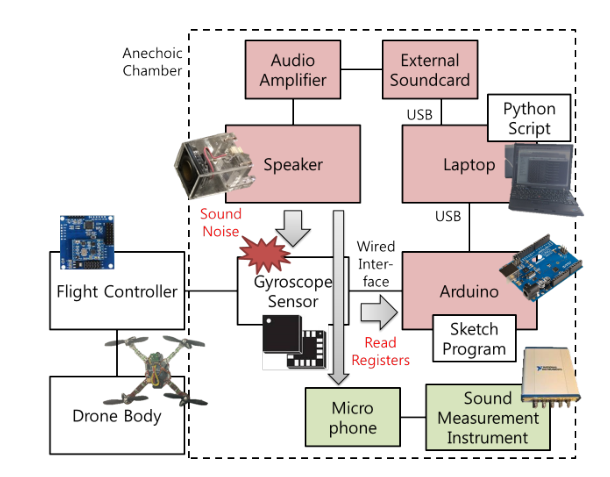 Anechoic
Chamber
Audio
Amplifier
External
Soundcard
USB
Python
Script
Speaker
Laptop
Sound
Noise
USB
Wired
Inter-
face
Flight Controller
Gyroscope
Sensor
Arduino
Read
Registers
Sketch
Program
Drone Body
Micro
phone
Sound
Measurement
Instrument